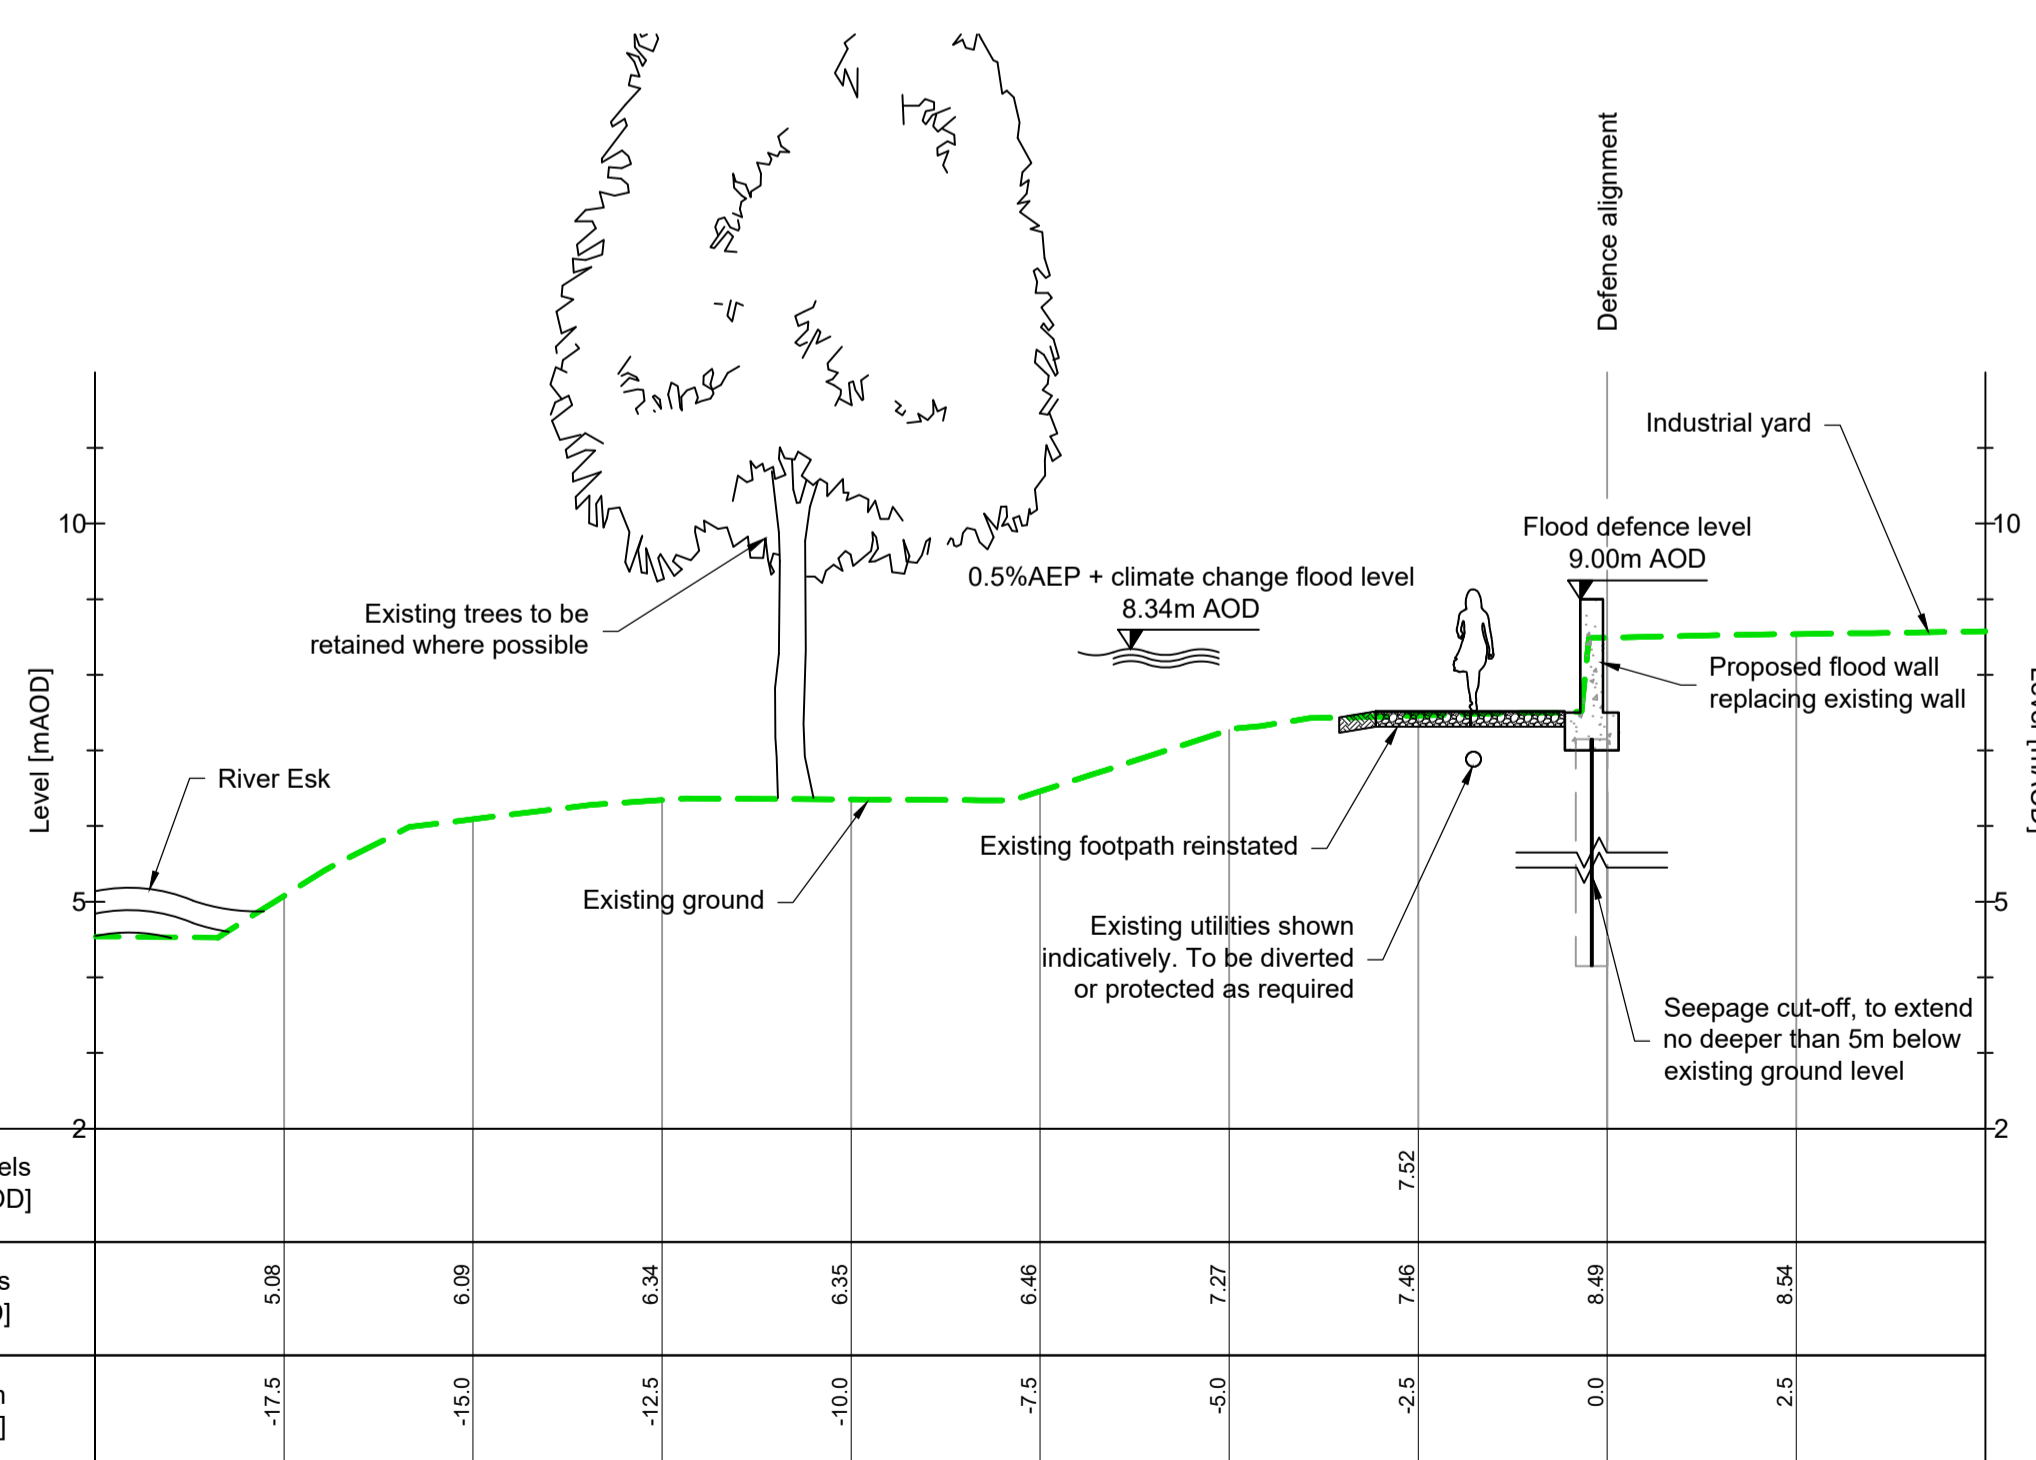 Defence alignment
Industrial yard
10
10
Flood defence level
9.00m AOD
0.5%AEP + climate change flood level
8.34m AOD
Existing trees to be
retained where possible
Proposed flood wall
replacing existing wall
Level [mAOD]
River Esk
Existing footpath reinstated
5
5
Existing ground
Existing utilities shown
indicatively. To be diverted
or protected as required
Seepage cut-off, to extend
no deeper than 5m below
existing ground level
2
2
7.52
5.08
6.09
6.34
6.35
6.46
7.27
7.46
8.49
8.54
-17.5
-15.0
-12.5
-10.0
-7.5
-5.0
-2.5
0.0
2.5